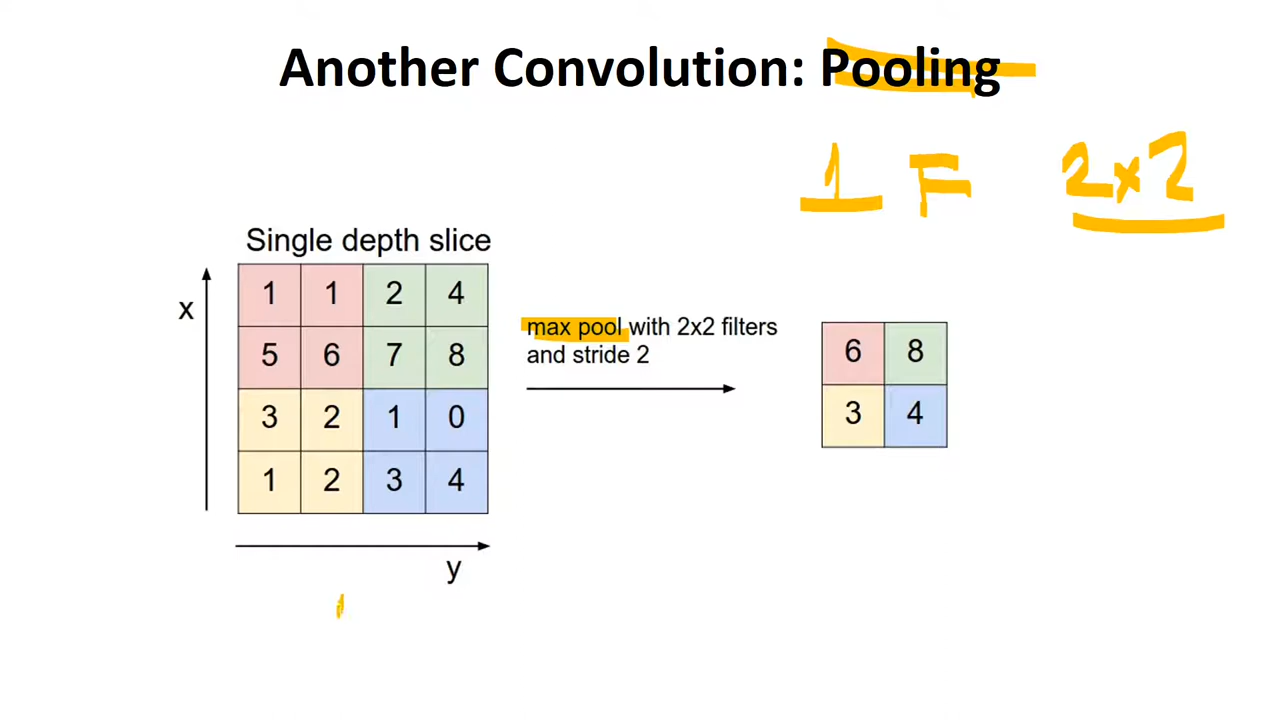 Another Convolution: Pooling
1 F 2x2
Single depth slice
x
1 1 2 4
5 6 7 8
3 2 1 0
1 2 3 4
y
max pool with 2x2 filters
and stride 2
6 8
3 4